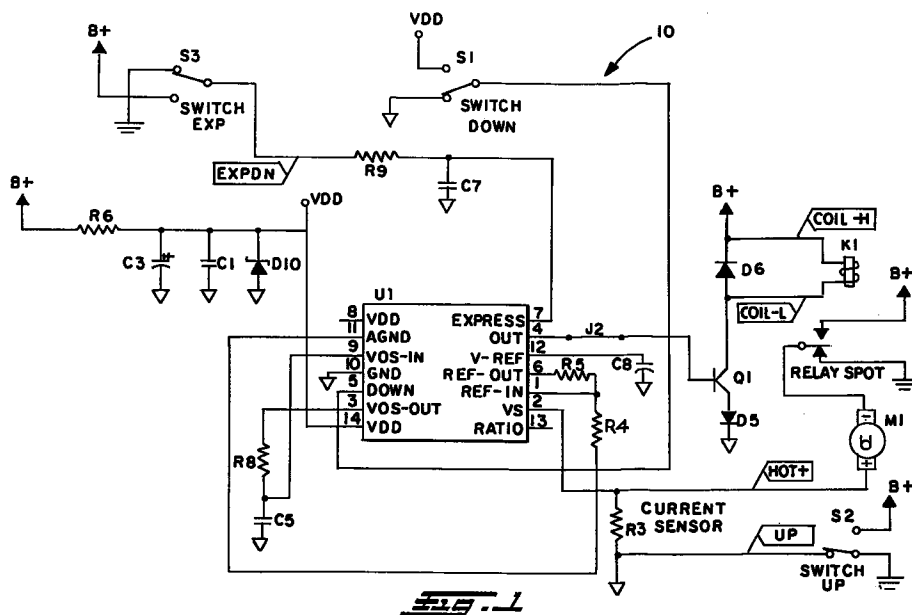 B+
S3
SWITCH
EXP
VDD
S1
SWITCH
DOWN
10
EXPDN
R9
C7
B+
R6
VDD
C3
+
C1
D10
B+
COIL-H
K1
D6
B+
COIL-L
U1
8 VDD
11 AGND
9 VOS-IN
10 GND
5 DOWN
3 VOS-OUT
14 VDD
EXPRESS 7
OUT 4
V-REF 12
REF-OUT 6
REF-IN 1
VS 2
RATIO 13
J2
C8
R5
R4
Q1
D5
RELAY SPOT
M1
-
+
R8
C5
HOT+
CURRENT
SENSOR
R3
UP
B+
S2
SWITCH
UP
Fig. 1